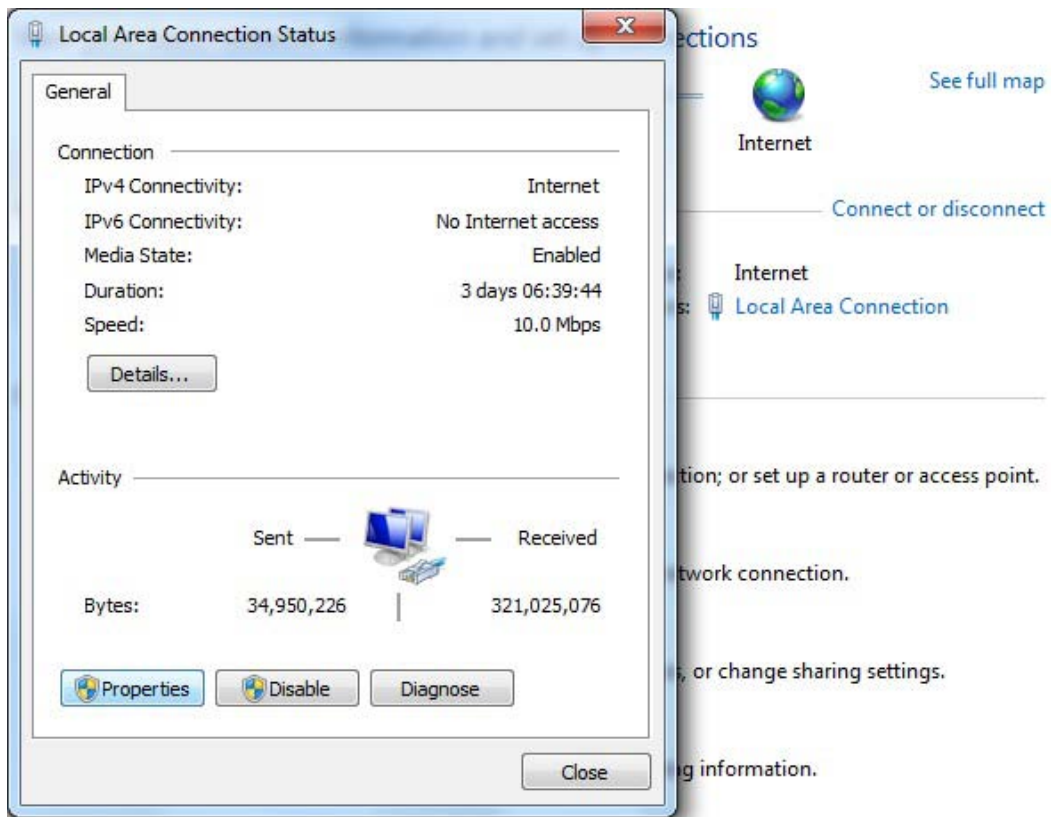 Local Area Connection Status
General
Connection
IPv4 Connectivity: Internet
IPv6 Connectivity: No Internet access
Media State: Enabled
Duration: 3 days 06:39:44
Speed: 10.0 Mbps
Details...
Activity
Sent Received
Bytes: 34,950,226 321,025,076
Properties Disable Diagnose
Close
ections
See full map
Internet
Connect or disconnect
: Internet
s: Local Area Connection
tion; or set up a router or access point.
twork connection.
s, or change sharing settings.
ng information.